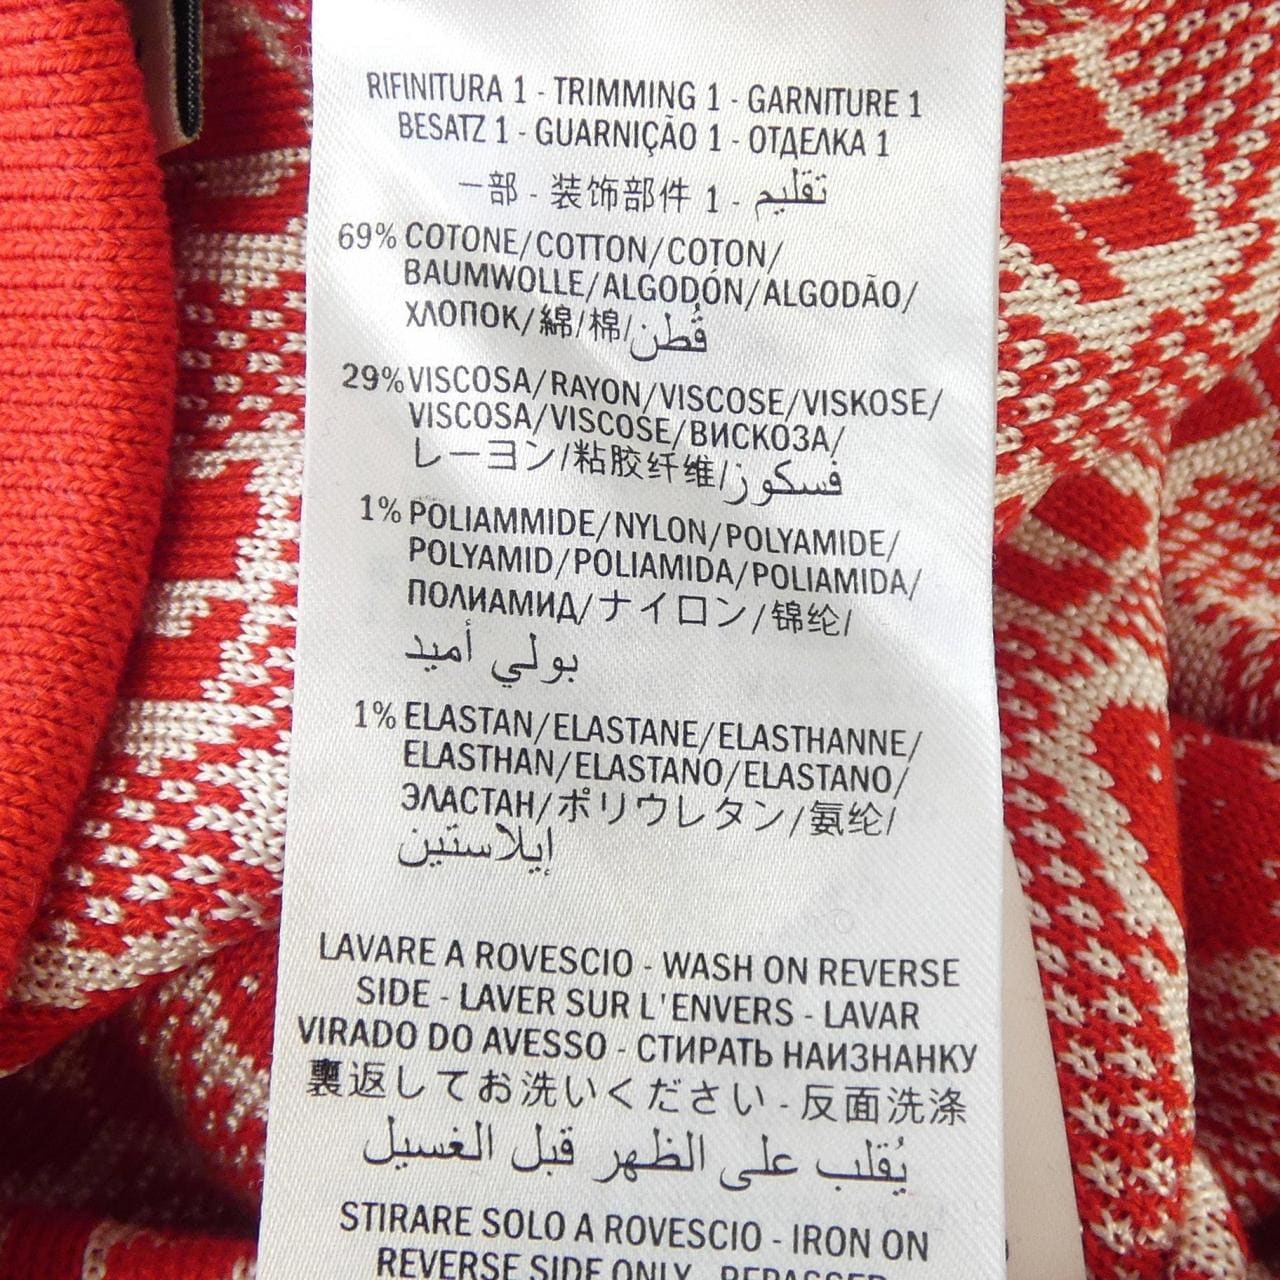 RIFINITURA 1 - TRIMMING 1 - GARNITURE 1
BESATZ 1 - GUARNIÇÃO 1 - ОТДЕЛКА 1
一部 - 装饰部件 1 - تقليم
69% COTONE/COTTON/COTON/
BAUMWOLLE/ALGODÓN/ALGODÃO/
ХЛОПОК/綿/棉/قُطن
29% VISCOSA/RAYON/VISCOSE/VISKOSE/
VISCOSA/VISCOSE/ВИСКОЗА/
レーヨン/粘胶纤维/فسكوز
1% POLIAMMIDE/NYLON/POLYAMIDE/
POLYAMID/POLIAMIDA/POLIAMIDA/
ПОЛИАМИД/ナイロン/锦纶/
بولي أميد
1% ELASTAN/ELASTANE/ELASTHANNE/
ELASTHAN/ELASTANO/ELASTANO/
ЭЛАСТАН/ポリウレタン/氨纶/
إيلاستين
LAVARE A ROVESCIO - WASH ON REVERSE
SIDE - LAVER SUR L'ENVERS - LAVAR
VIRADO DO AVESSO - СТИРАТЬ НАИЗНАНКУ
裏返してお洗いください - 反面洗涤
يُقلب على الظهر قبل الغسيل
STIRARE SOLO A ROVESCIO - IRON ON
REVERSE SIDE ONLY - REPASSER